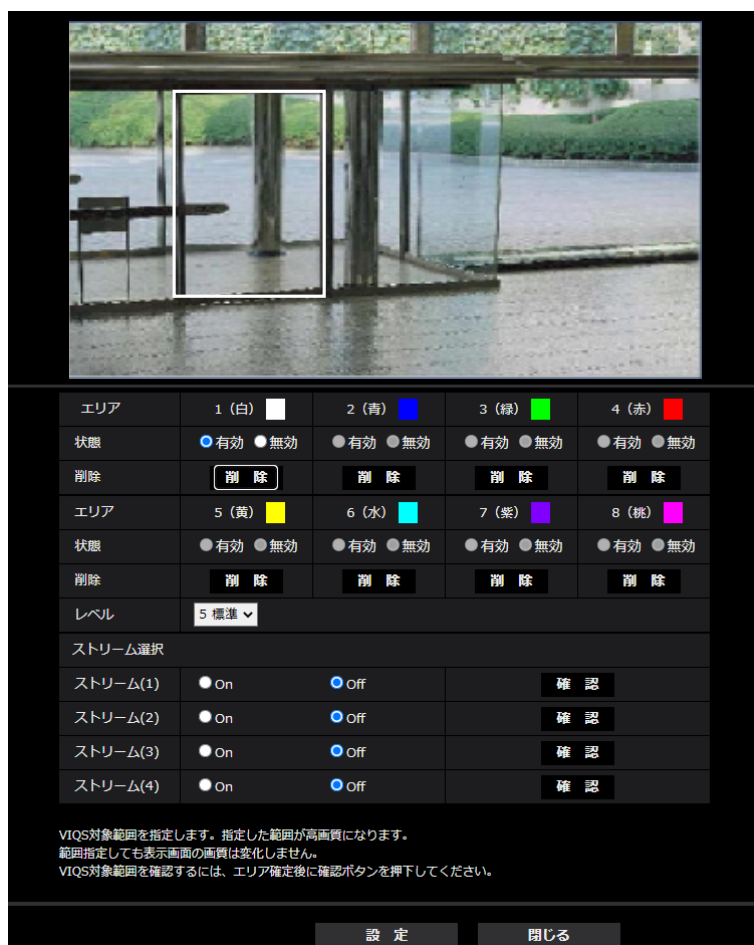 エリア 1（白） 2（青） 3（緑） 4（赤）
状態 有効 無効 有効 無効 有効 無効 有効 無効
削除 削 除 削 除 削 除 削 除
エリア 5（黄） 6（水） 7（紫） 8（桃）
状態 有効 無効 有効 無効 有効 無効 有効 無効
削除 削 除 削 除 削 除 削 除
レベル 5 標準
ストリーム選択
ストリーム(1) On Off 確 認
ストリーム(2) On Off 確 認
ストリーム(3) On Off 確 認
ストリーム(4) On Off 確 認
VIQS対象範囲を指定します。指定した範囲が高画質になります。
範囲指定しても表示画面の画質は変化しません。
VIQS対象範囲を確認するには、エリア確定後に確認ボタンを押下してください。
設 定 閉じる